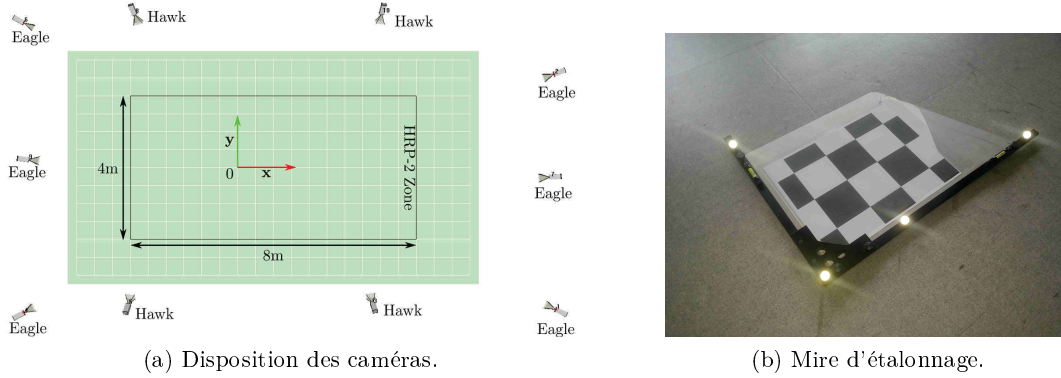 Hawk
Hawk
Eagle
Eagle
y
HRP-2 Zone
4m
Eagle
0
x
Eagle
8m
Hawk
Hawk
Eagle
Eagle
(a) Disposition des caméras.
(b) Mire d'étalonnage.